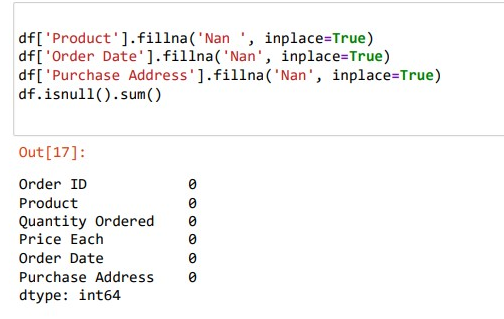 df['Product'].fillna('Nan ', inplace=True)
df['Order Date'].fillna('Nan', inplace=True)
df['Purchase Address'].fillna('Nan', inplace=True)
df.isnull().sum()
Out[17]:
Order ID 0
Product 0
Quantity Ordered 0
Price Each 0
Order Date 0
Purchase Address 0
dtype: int64